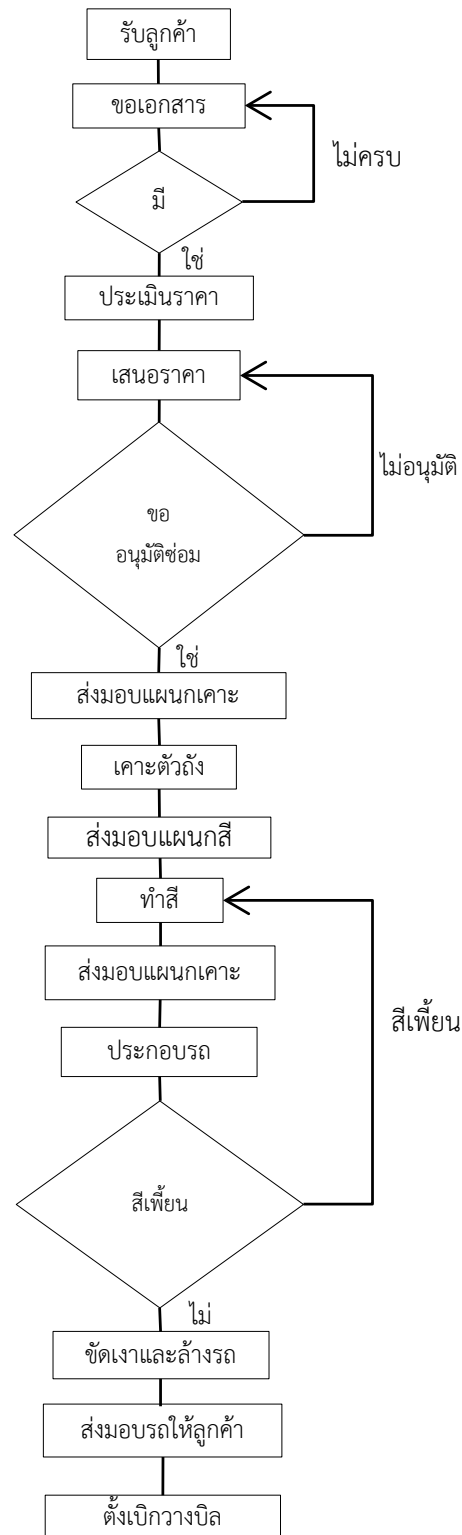 รับลูกค้า
ขอเอกสาร
ไม่ครบ
มี
ใช่
ประเมินราคา
เสนอราคา
ไม่อนุมัติ
ขอ
อนุมัติซ่อม
ใช่
ส่งมอบแผนกเคาะ
เคาะตัวถัง
ส่งมอบแผนกสี
ทำสี
ส่งมอบแผนกเคาะ
สีเพี้ยน
ประกอบรถ
สีเพี้ยน
ไม่
ขัดเงาและล้างรถ
ส่งมอบรถให้ลูกค้า
ตั้งเบิกวางบิล